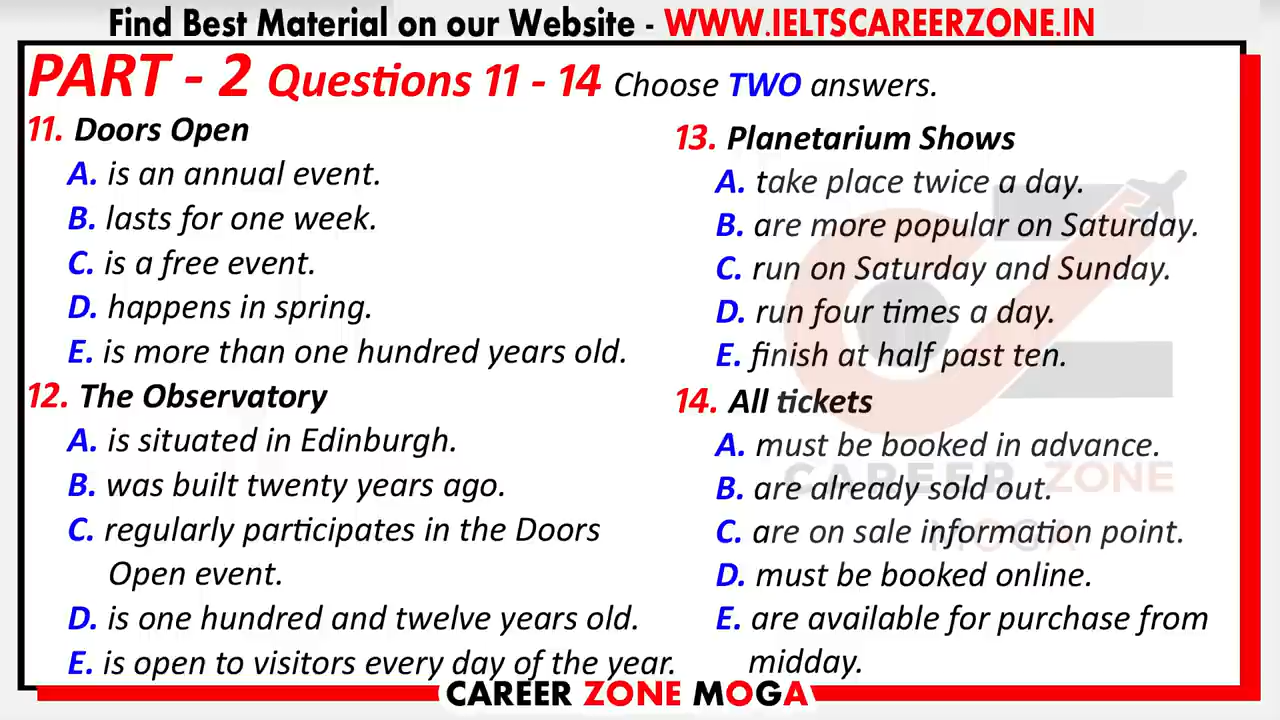 Find Best Material on our Website - WWW.IELTSCAREERZONE.IN
PART - 2 Questions 11 - 14 Choose TWO answers.
11. Doors Open
A. is an annual event.
B. lasts for one week.
C. is a free event.
D. happens in spring.
E. is more than one hundred years old.
12. The Observatory
A. is situated in Edinburgh.
B. was built twenty years ago.
C. regularly participates in the Doors
Open event.
D. is one hundred and twelve years old.
E. is open to visitors every day of the year.
13. Planetarium Shows
A. take place twice a day.
B. are more popular on Saturday.
C. run on Saturday and Sunday.
D. run four times a day.
E. finish at half past ten.
14. All tickets
A. must be booked in advance.
B. are already sold out.
C. are on sale information point.
D. must be booked online.
E. are available for purchase from
midday.
CAREER ZONE
MOGA
CAREER ZONE MOGA